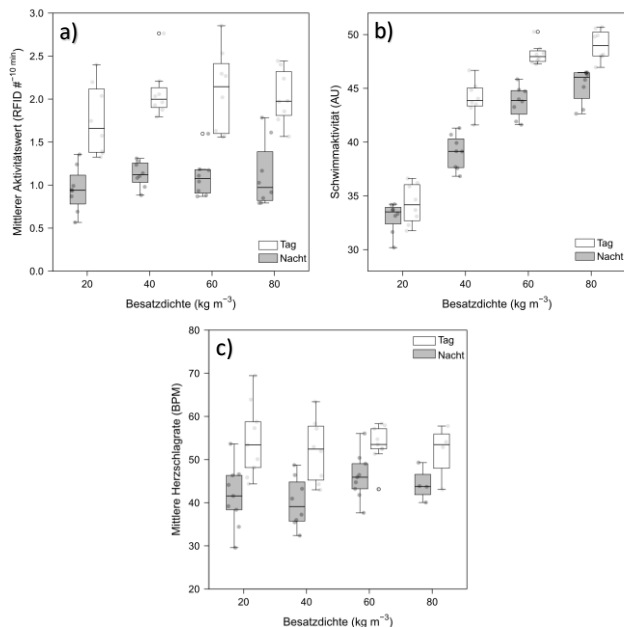 a)
Mittlerer Aktivitätswert (RFID #⁻¹⁰ ᵐⁱⁿ)
3.0
2.5
2.0
1.5
1.0
0.5
0.0
20 40 60 80
Besatzdichte (kg m⁻³)
Tag
Nacht
b)
Schwimmaktivität (AU)
50
45
40
35
30
20 40 60 80
Besatzdichte (kg m⁻³)
Tag
Nacht
c)
Mittlere Herzschlagrate (BPM)
80
70
60
50
40
30
20
20 40 60 80
Besatzdichte (kg m⁻³)
Tag
Nacht